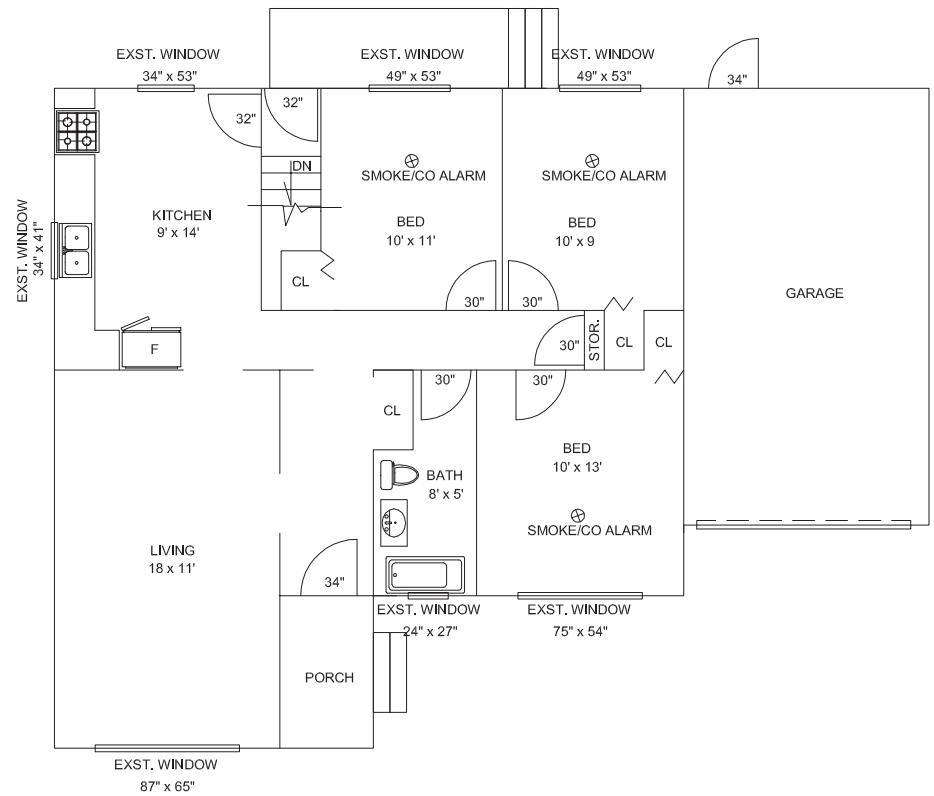 EXST. WINDOW
34" x 53"
EXST. WINDOW
49" x 53"
EXST. WINDOW
49" x 53"
34"
32"
32"
DN
SMOKE/CO ALARM
SMOKE/CO ALARM
EXST. WINDOW
34" x 41"
KITCHEN
9' x 14'
BED
10' x 11'
BED
10' x 9
CL
30"
30"
GARAGE
F
30"
STOR.
CL
CL
30"
30"
CL
BATH
8' x 5'
BED
10' x 13'
SMOKE/CO ALARM
LIVING
18 x 11'
34"
EXST. WINDOW
24" x 27"
EXST. WINDOW
75" x 54"
PORCH
EXST. WINDOW
87" x 65"